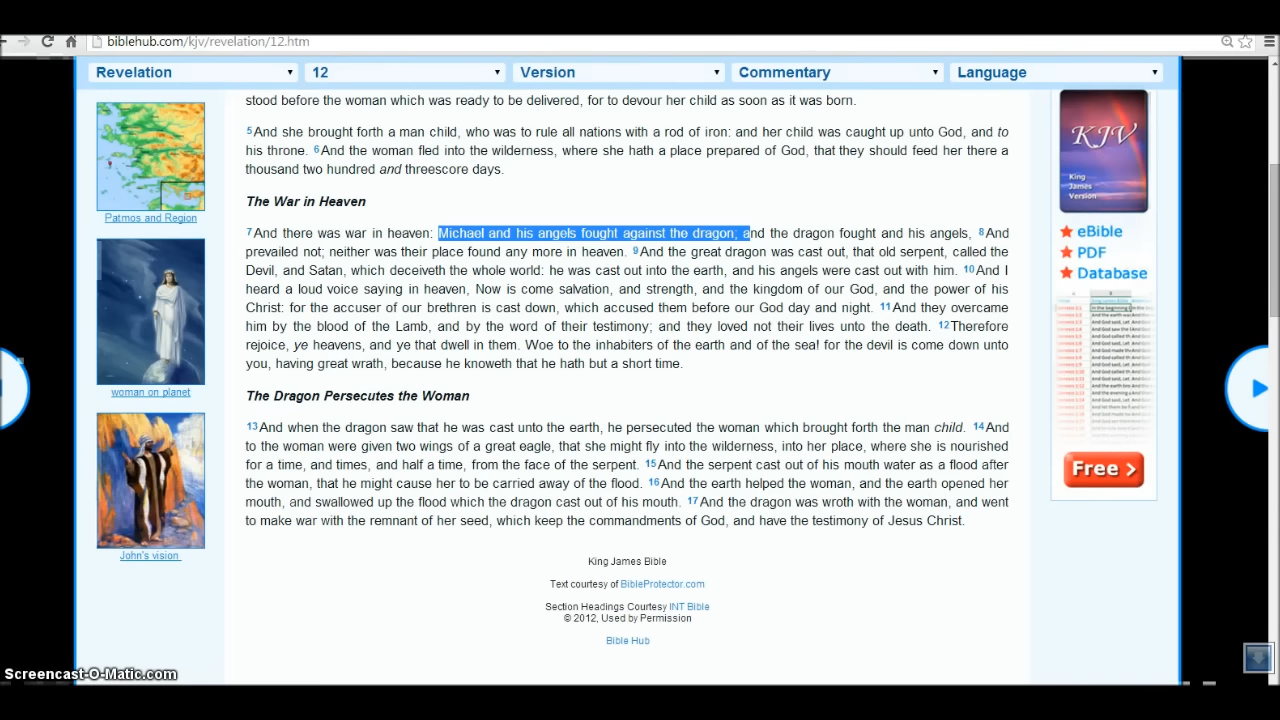 biblehub.com/kjv/revelation/12.htm
Revelation 12 Version Commentary Language
stood before the woman which was ready to be delivered, for to devour her child as soon as it was born.
5And she brought forth a man child, who was to rule all nations with a rod of iron: and her child was caught up unto God, and to
his throne. 6And the woman fled into the wilderness, where she hath a place prepared of God, that they should feed her there a
thousand two hundred and threescore days.
The War in Heaven
7And there was war in heaven: Michael and his angels fought against the dragon; and the dragon fought and his angels, 8And
prevailed not; neither was their place found any more in heaven. 9And the great dragon was cast out, that old serpent, called the
Devil, and Satan, which deceiveth the whole world: he was cast out into the earth, and his angels were cast out with him. 10And I
heard a loud voice saying in heaven, Now is come salvation, and strength, and the kingdom of our God, and the power of his
Christ: for the accuser of our brethren is cast down, which accused them before our God day and night. 11And they overcame
him by the blood of the Lamb, and by the word of their testimony; and they loved not their lives unto the death. 12Therefore
rejoice, ye heavens, and ye that dwell in them. Woe to the inhabiters of the earth and of the sea! for the devil is come down unto
you, having great wrath, because he knoweth that he hath but a short time.
The Dragon Persecutes the Woman
13And when the dragon saw that he was cast unto the earth, he persecuted the woman which brought forth the man child. 14And
to the woman were given two wings of a great eagle, that she might fly into the wilderness, into her place, where she is nourished
for a time, and times, and half a time, from the face of the serpent. 15And the serpent cast out of his mouth water as a flood after
the woman, that he might cause her to be carried away of the flood. 16And the earth helped the woman, and the earth opened her
mouth, and swallowed up the flood which the dragon cast out of his mouth. 17And the dragon was wroth with the woman, and went
to make war with the remnant of her seed, which keep the commandments of God, and have the testimony of Jesus Christ.
King James Bible
Text courtesy of BibleProtector.com
Section Headings Courtesy INT Bible
© 2012, Used by Permission
Bible Hub
Patmos and Region
woman on planet
John's vision
KJV
King
James
Version
eBible
PDF
Database
Free >
Screencast-O-Matic.com